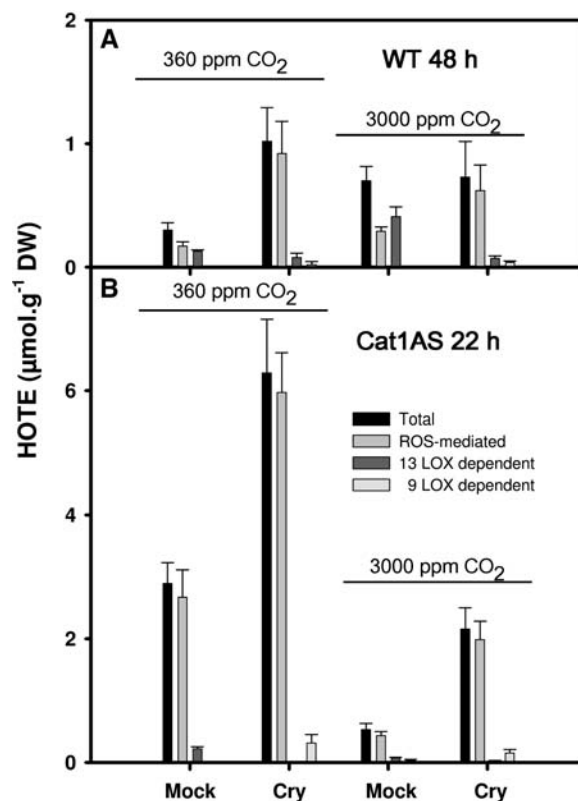 2
A
360 ppm CO2
WT 48 h
3000 ppm CO2
1
0
B
360 ppm CO2
Cat1AS 22 h
6
Total
ROS-mediated
13 LOX dependent
9 LOX dependent
4
3000 ppm CO2
2
0
Mock Cry Mock Cry
HOTE (µmol.g-1 DW)